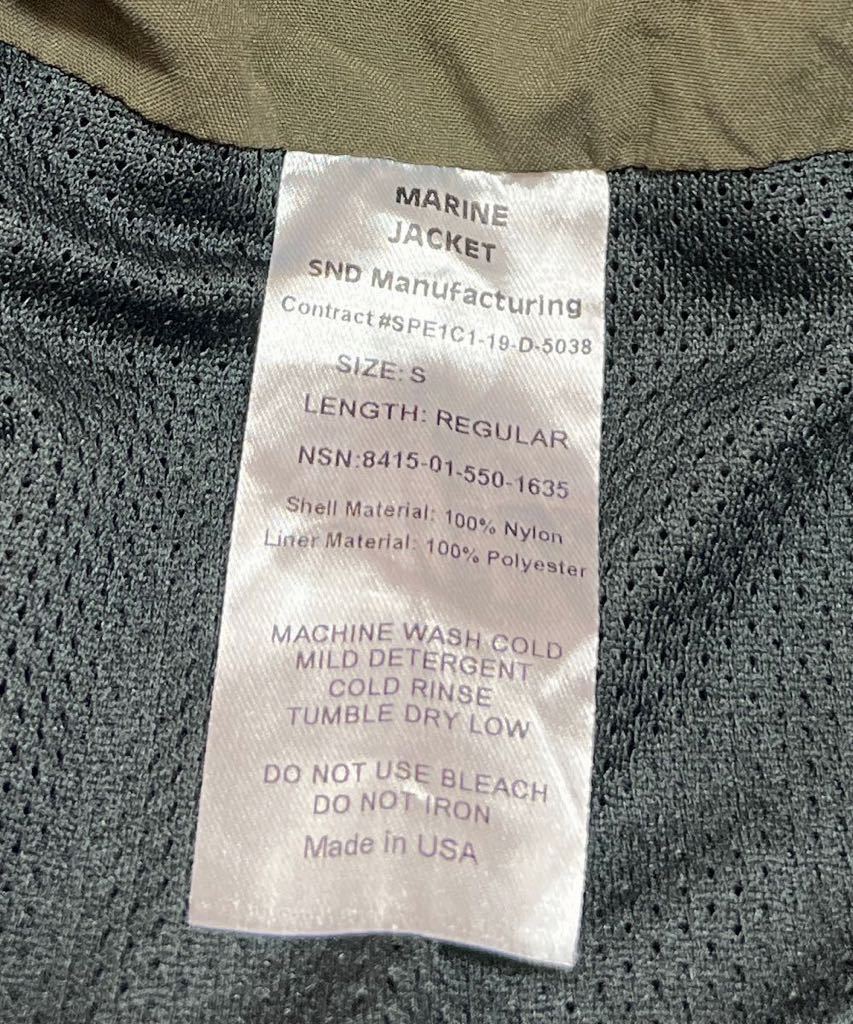 MARINE
JACKET
SND Manufacturing
Contract #SPE1C1-19-D-5038
SIZE: S
LENGTH: REGULAR
NSN:8415-01-550-1635
Shell Material: 100% Nylon
Liner Material: 100% Polyester
MACHINE WASH COLD
MILD DETERGENT
COLD RINSE
TUMBLE DRY LOW
DO NOT USE BLEACH
DO NOT IRON
Made in USA